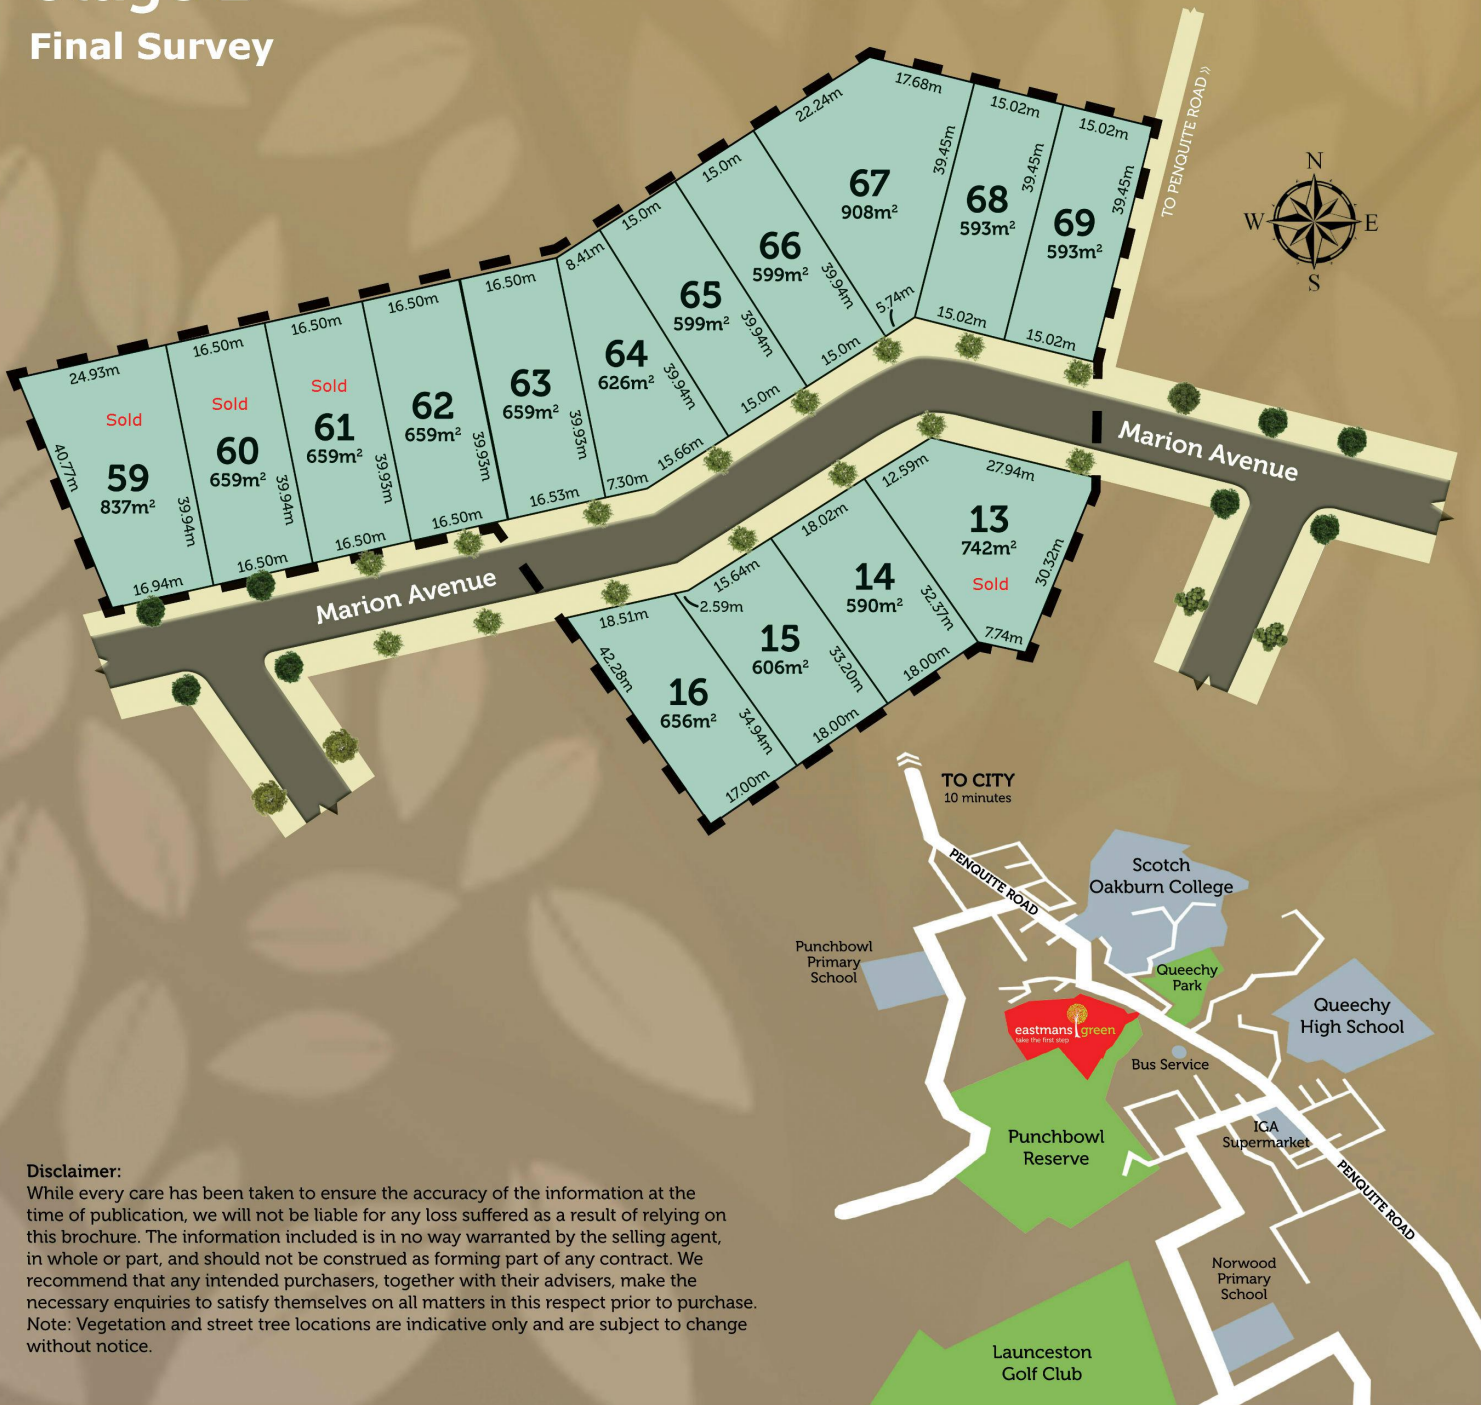 Final Survey
TO PENQUITE ROAD »
N
W
E
S
17.68m
15.02m
15.02m
22.24m
39.45m
39.45m
39.45m
67
908m²
68
593m²
69
593m²
15.0m
15.0m
66
599m²
39.94m
5.74m
15.02m
15.02m
8.41m
65
599m²
39.94m
15.0m
16.50m
64
626m²
39.94m
15.0m
16.50m
63
659m²
39.93m
15.66m
7.30m
16.53m
16.50m
62
659m²
39.93m
16.50m
16.50m
Sold
61
659m²
39.93m
16.50m
24.93m
Sold
60
659m²
39.94m
16.50m
Sold
59
837m²
40.77m
39.94m
16.94m
Marion Avenue
Marion Avenue
12.59m
27.94m
13
742m²
Sold
30.32m
7.74m
18.02m
14
590m²
32.37m
18.00m
15.64m
2.59m
15
606m²
33.20m
18.00m
18.51m
42.28m
16
656m²
34.94m
17.00m
TO CITY
10 minutes
PENQUITE ROAD
Scotch
Oakburn College
Punchbowl
Primary
School
Queechy
Park
Queechy
High School
eastmans green
take the first step
Bus Service
Punchbowl
Reserve
IGA
Supermarket
PENQUITE ROAD
Norwood
Primary
School
Launceston
Golf Club
Disclaimer:
While every care has been taken to ensure the accuracy of the information at the
time of publication, we will not be liable for any loss suffered as a result of relying on
this brochure. The information included is in no way warranted by the selling agent,
in whole or part, and should not be construed as forming part of any contract. We
recommend that any intended purchasers, together with their advisers, make the
necessary enquiries to satisfy themselves on all matters in this respect prior to purchase.
Note: Vegetation and street tree locations are indicative only and are subject to change
without notice.